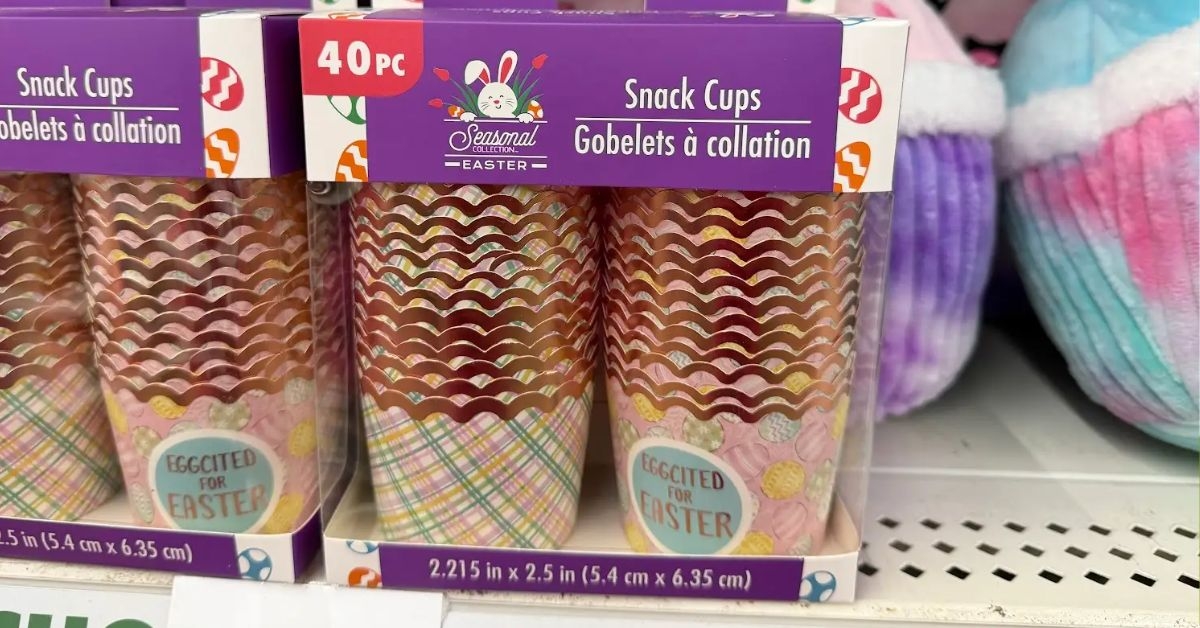 Snack Cups
obelets à collation
40 PC
Seasonal
COLLECTION
EASTER
Snack Cups
Gobelets à collation
EGGCITED
FOR
EASTER
EGGCITED
FOR
EASTER
2.5 in (5.4 cm x 6.35 cm)
2.215 in x 2.5 in (5.4 cm x 6.35 cm)